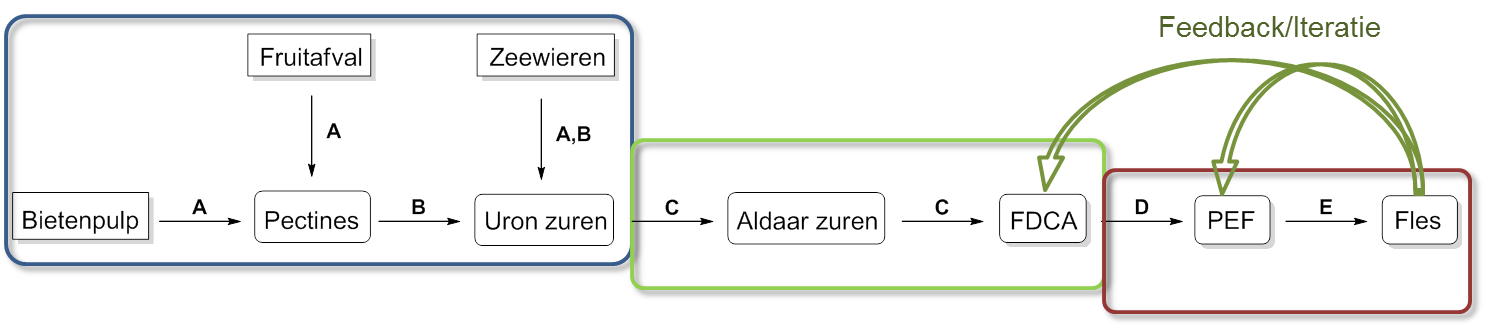 Feedback/Iteratie
Fruitafval
Zeewieren
A
A,B
Bietenpulp
A
Pectines
B
Uron zuren
C
Aldaar zuren
C
FDCA
D
PEF
E
Fles